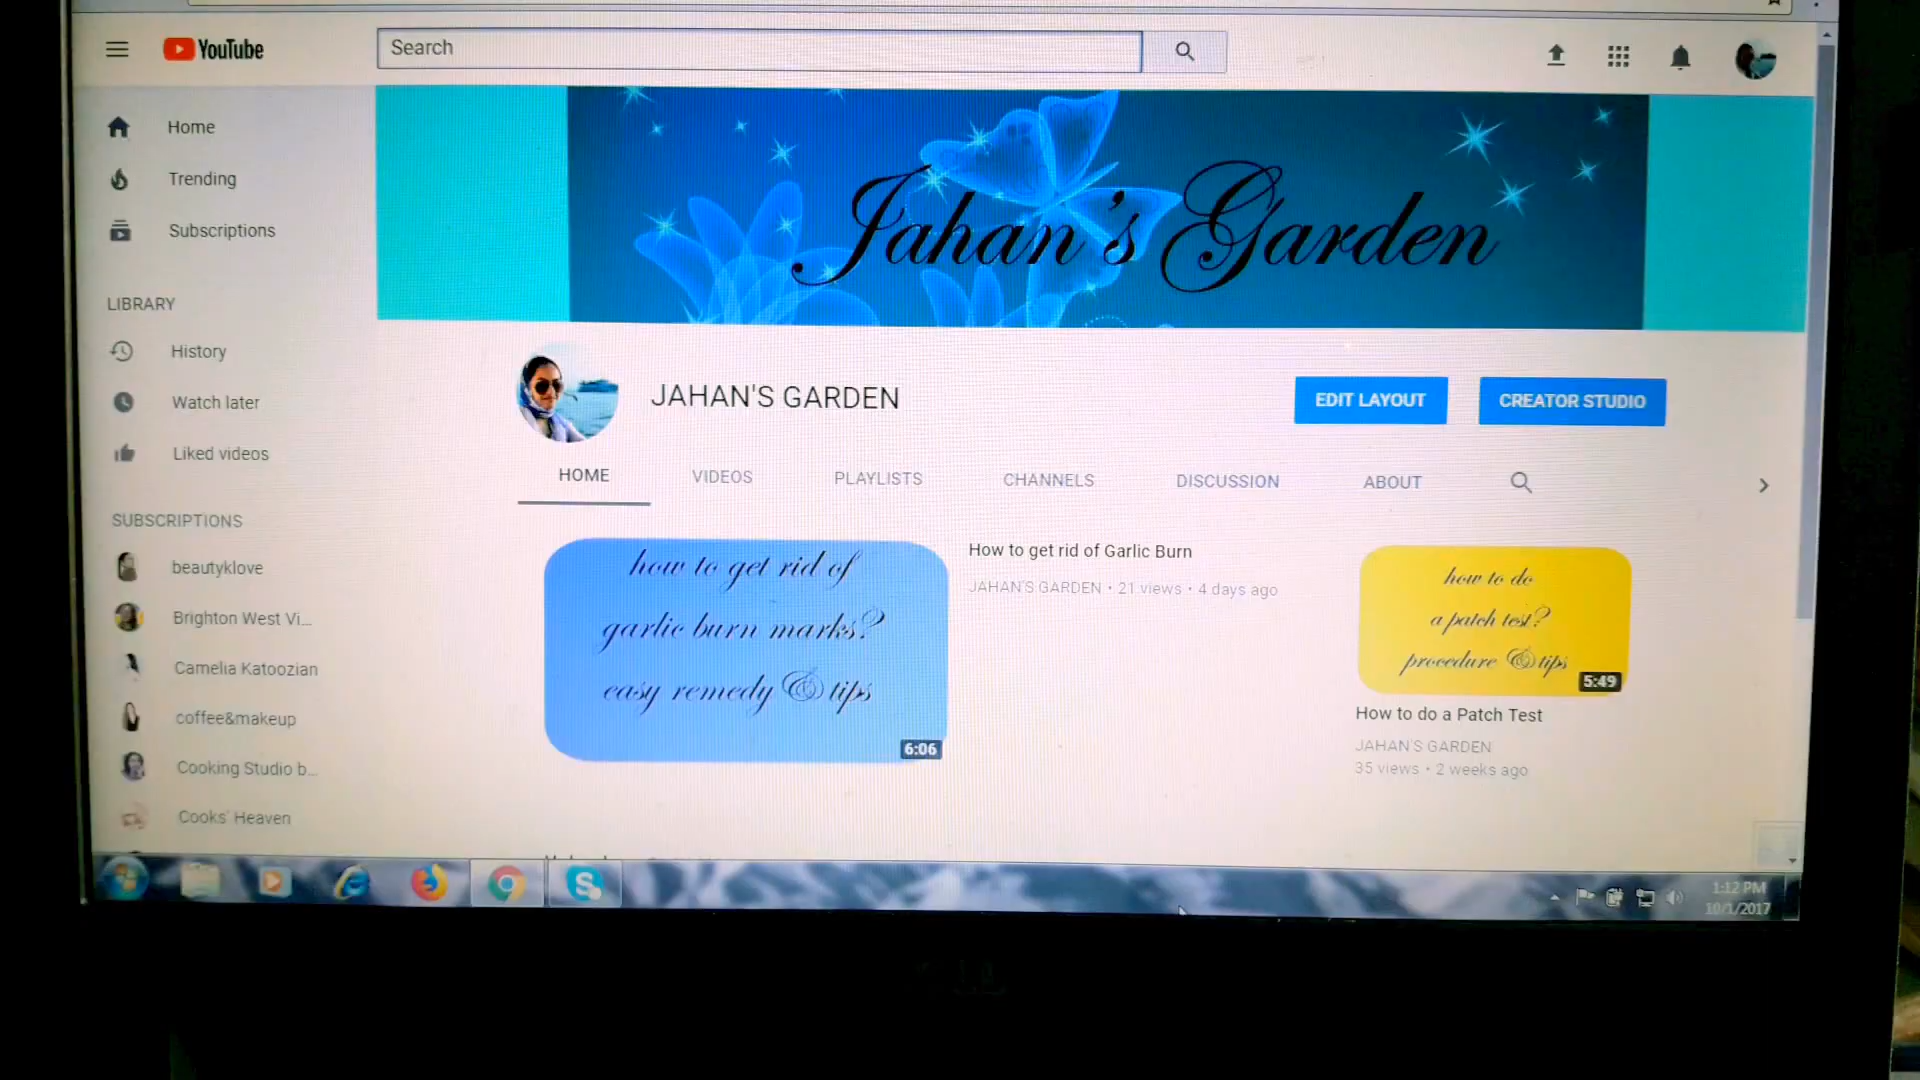 YouTube
Search
Home
Trending
Subscriptions
LIBRARY
History
Watch later
Liked videos
SUBSCRIPTIONS
beautyklove
Brighton West Vi...
Camelia Katoozian
coffee&makeup
Cooking Studio b...
Cooks' Heaven
Jahan's Garden
JAHAN'S GARDEN
EDIT LAYOUT
CREATOR STUDIO
HOME
VIDEOS
PLAYLISTS
CHANNELS
DISCUSSION
ABOUT
how to get rid of
garlic burn marks?
easy remedy & tips
6:06
How to get rid of Garlic Burn
JAHAN'S GARDEN • 21 views • 4 days ago
how to do
a patch test?
procedure & tips
5:49
How to do a Patch Test
JAHAN'S GARDEN
35 views • 2 weeks ago
1:12 PM
10/1/2017